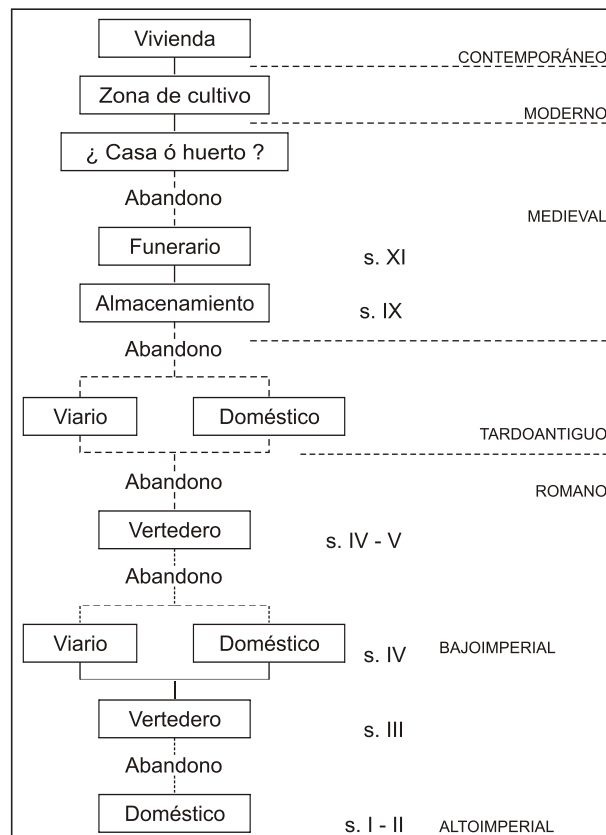 Vivienda
CONTEMPORÁNEO
Zona de cultivo
MODERNO
¿ Casa ó huerto ?
Abandono
MEDIEVAL
Funerario
s. XI
Almacenamiento
s. IX
Abandono
Viario Doméstico
TARDOANTIGUO
Abandono
ROMANO
Vertedero
s. IV - V
Abandono
Viario Doméstico
s. IV BAJOIMPERIAL
Vertedero
s. III
Abandono
Doméstico
s. I - II ALTOIMPERIAL